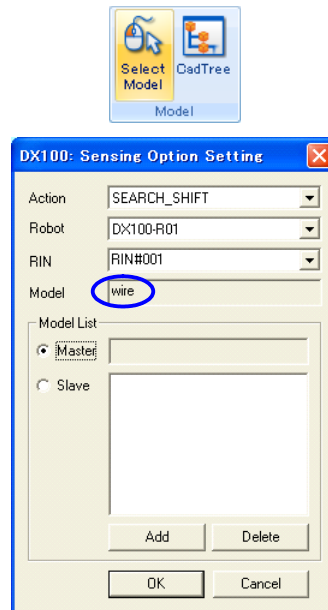 Select Model
CadTree
Model
DX100: Sensing Option Setting
Action SEARCH_SHIFT
Robot DX100-R01
RIN RIN#001
Model wire
Model List
Master
Slave
Add Delete
OK Cancel